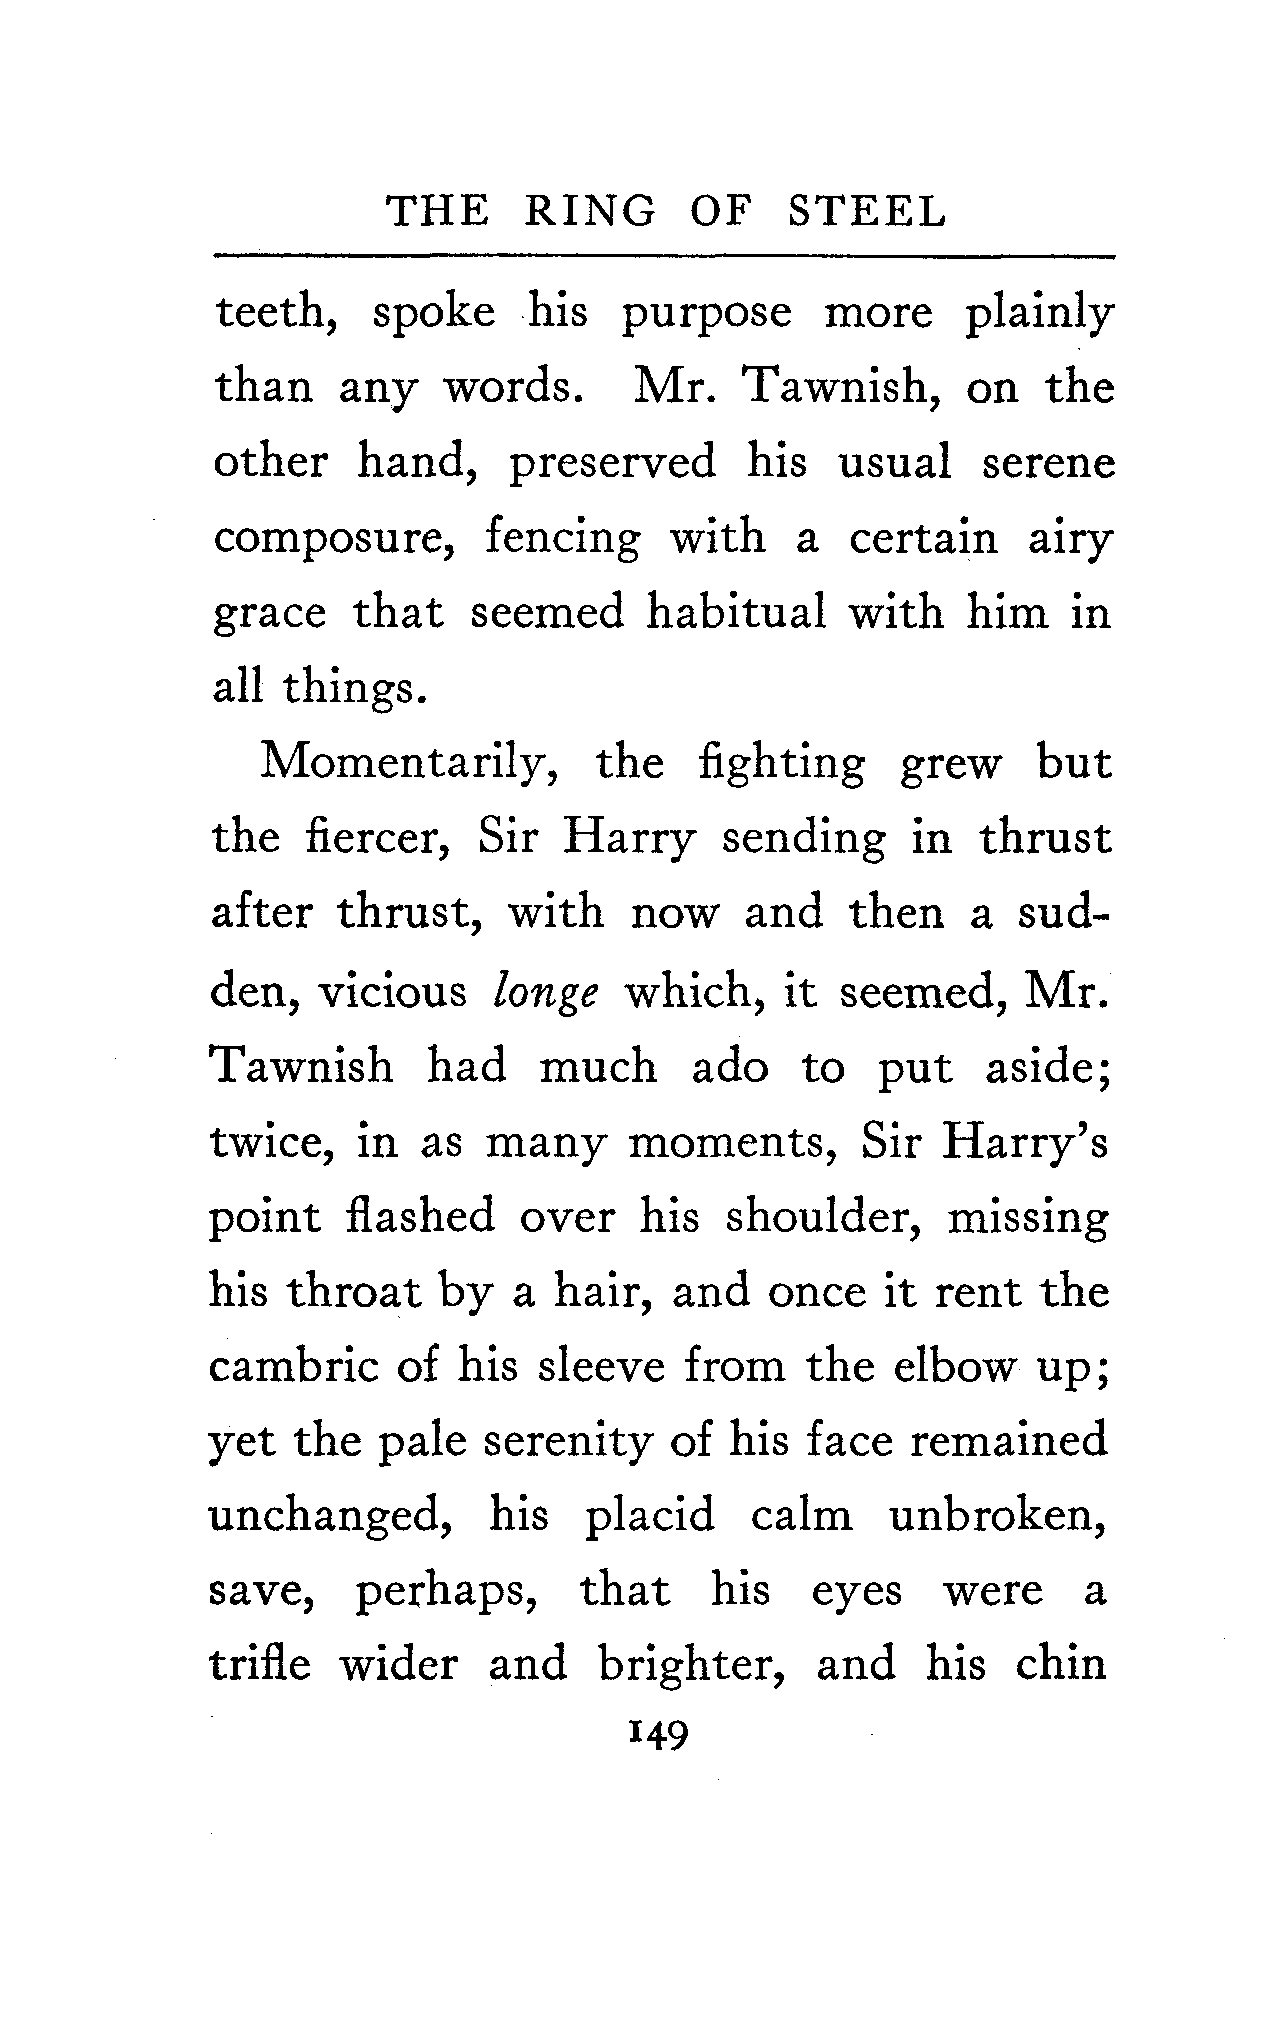 THE RING OF STEEL
teeth, spoke his purpose more plainly
than any words. Mr. Tawnish, on the
other hand, preserved his usual serene
composure, fencing with a certain airy
grace that seemed habitual with him in
all things.
Momentarily, the fighting grew but
the fiercer, Sir Harry sending in thrust
after thrust, with now and then a sud-
den, vicious longe which, it seemed, Mr.
Tawnish had much ado to put aside;
twice, in as many moments, Sir Harry's
point flashed over his shoulder, missing
his throat by a hair, and once it rent the
cambric of his sleeve from the elbow up;
yet the pale serenity of his face remained
unchanged, his placid calm unbroken,
save, perhaps, that his eyes were a
trifle wider and brighter, and his chin
149